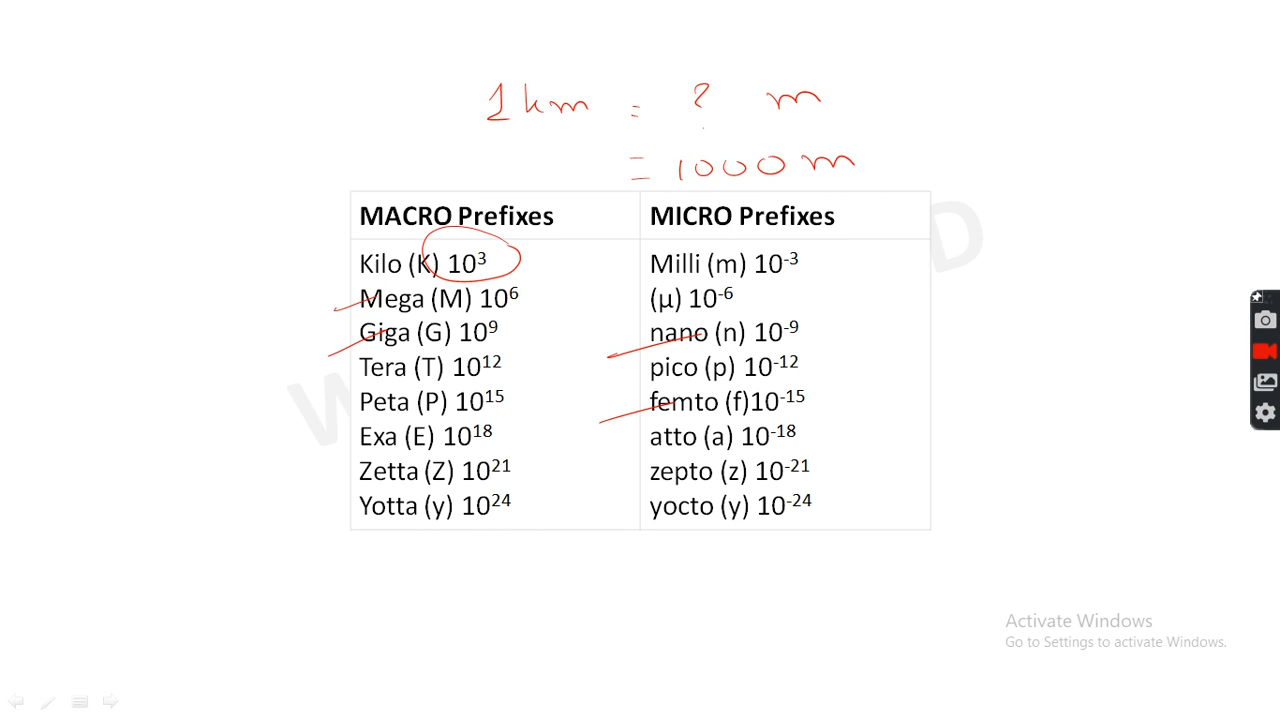 1 km = ? m
= 1000 m
MACRO Prefixes
MICRO Prefixes
Kilo (K) 10³
Mega (M) 10⁶
Giga (G) 10⁹
Tera (T) 10¹²
Peta (P) 10¹⁵
Exa (E) 10¹⁸
Zetta (Z) 10²¹
Yotta (y) 10²⁴
Milli (m) 10⁻³
(μ) 10⁻⁶
nano (n) 10⁻⁹
pico (p) 10⁻¹²
femto (f)10⁻¹⁵
atto (a) 10⁻¹⁸
zepto (z) 10⁻²¹
yocto (y) 10⁻²⁴
Activate Windows
Go to Settings to activate Windows.